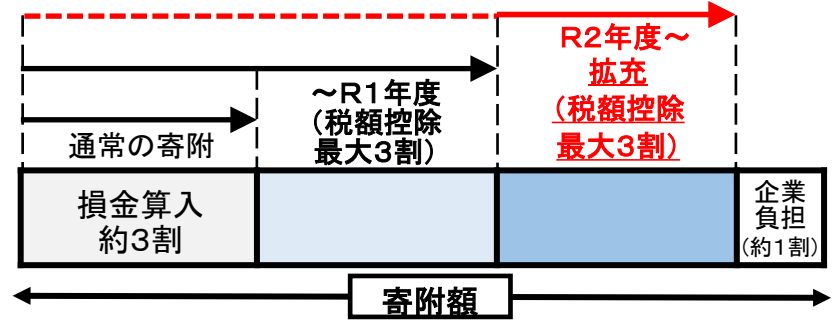 R2年度～
拡充
(税額控除
最大3割)
～R1年度
(税額控除
最大3割)
通常の寄附
損金算入
約3割
企業
負担
(約1割)
寄附額